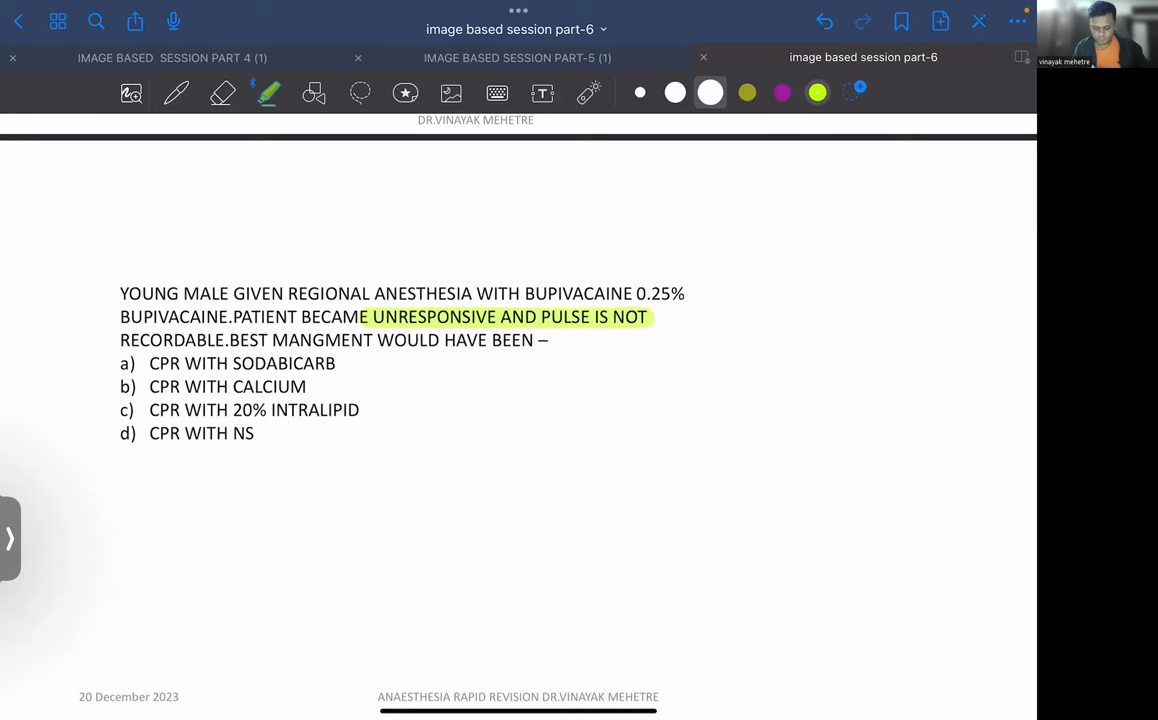 image based session part-6
IMAGE BASED SESSION PART 4 (1)
IMAGE BASED SESSION PART-5 (1)
image based session part-6
vinayak mehetre
DR.VINAYAK MEHETRE
YOUNG MALE GIVEN REGIONAL ANESTHESIA WITH BUPIVACAINE 0.25%
BUPIVACAINE.PATIENT BECAME UNRESPONSIVE AND PULSE IS NOT
RECORDABLE.BEST MANGMENT WOULD HAVE BEEN –
a) CPR WITH SODABICARB
b) CPR WITH CALCIUM
c) CPR WITH 20% INTRALIPID
d) CPR WITH NS
20 December 2023
ANAESTHESIA RAPID REVISION DR.VINAYAK MEHETRE